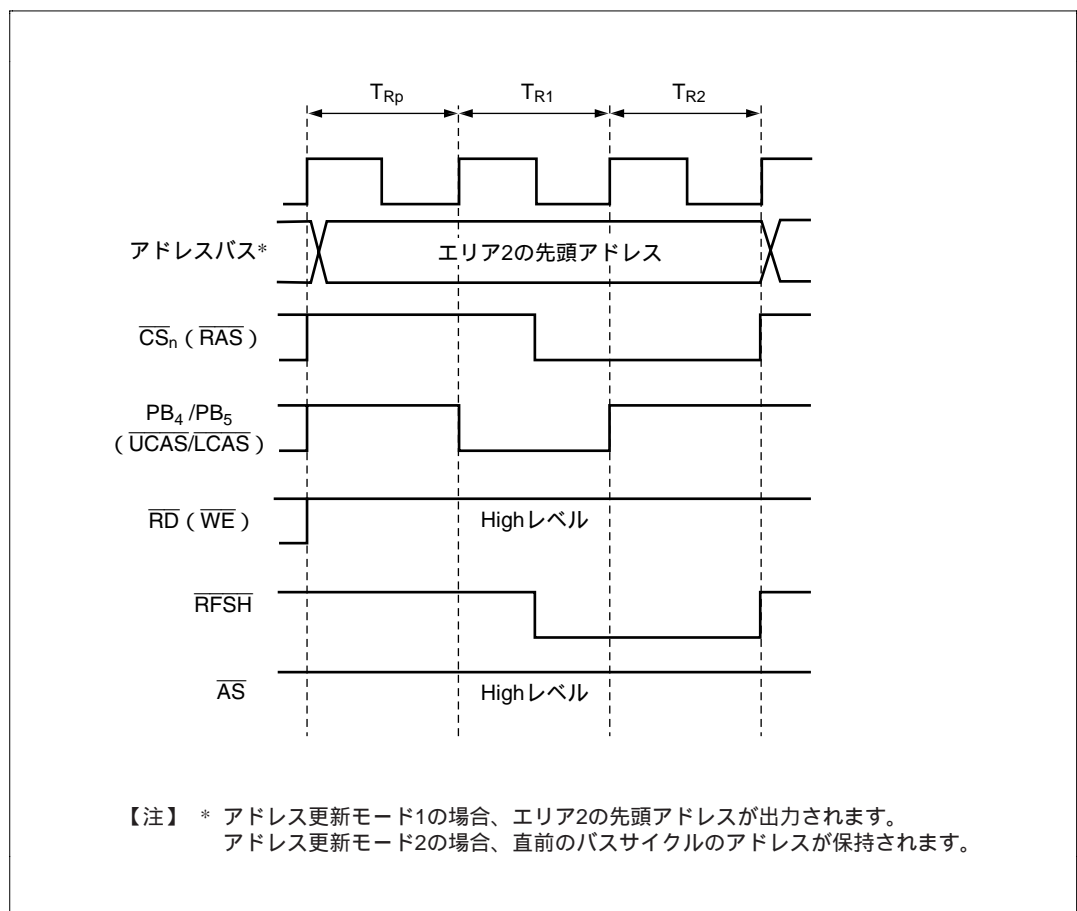 TRp TR1 TR2
アドレスバス* エリア2の先頭アドレス
CSn ( RAS )
PB4 /PB5
( UCAS/LCAS )
RD ( WE ) Highレベル
RFSH
AS Highレベル
【注】 * アドレス更新モード1の場合、エリア2の先頭アドレスが出力されます。
アドレス更新モード2の場合、直前のバスサイクルのアドレスが保持されます。